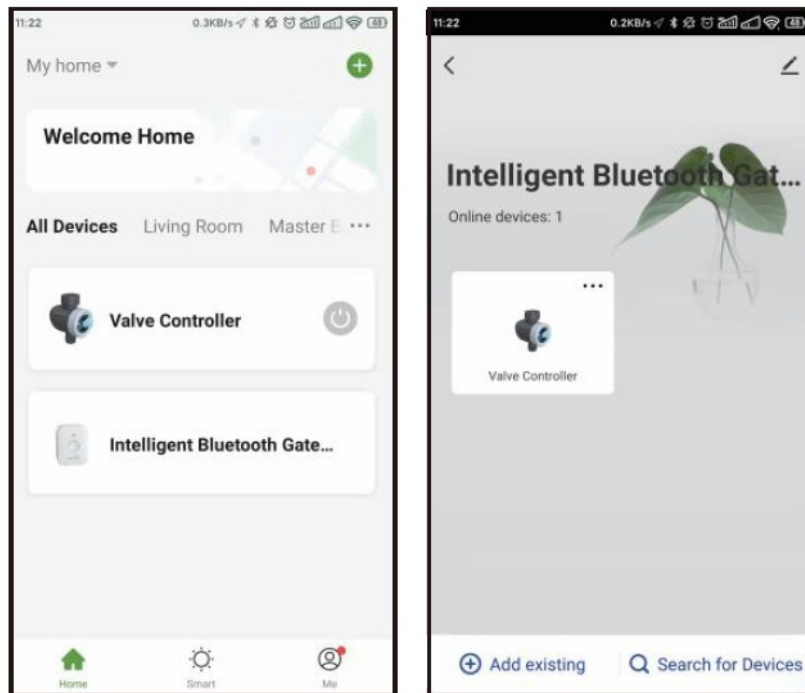 11:22
0.3KB/s
48
My home
Welcome Home
All Devices
Living Room
Master B
Valve Controller
Intelligent Bluetooth Gate...
Home
Smart
Me
11:22
0.2KB/s
48
Intelligent Bluetooth Gat...
Online devices: 1
Valve Controller
Add existing
Search for Devices